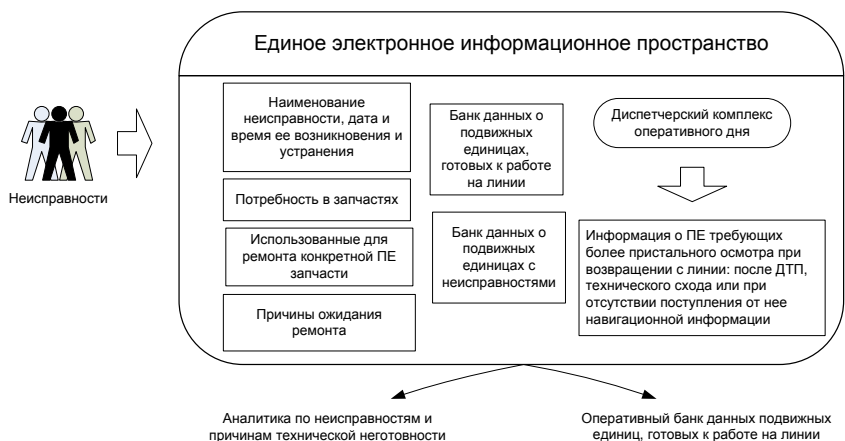 Единое электронное информационное пространство
Неисправности
Наименование
неисправности, дата и
время ее возникновения и
устранения
Потребность в запчастях
Использованные для
ремонта конкретной ПЕ
запчасти
Причины ожидания
ремонта
Банк данных о
подвижных
единицах,
готовых к работе
на линии
Банк данных о
подвижных
единицах с
неисправностями
Диспетчерский комплекс
оперативного дня
Информация о ПЕ требующих
более пристального осмотра при
возвращении с линии: после ДТП,
технического схода или при
отсутствии поступления от нее
навигационной информации
Аналитика по неисправностям и
причинам технической неготовности
Оперативный банк данных подвижных
единиц, готовых к работе на линии